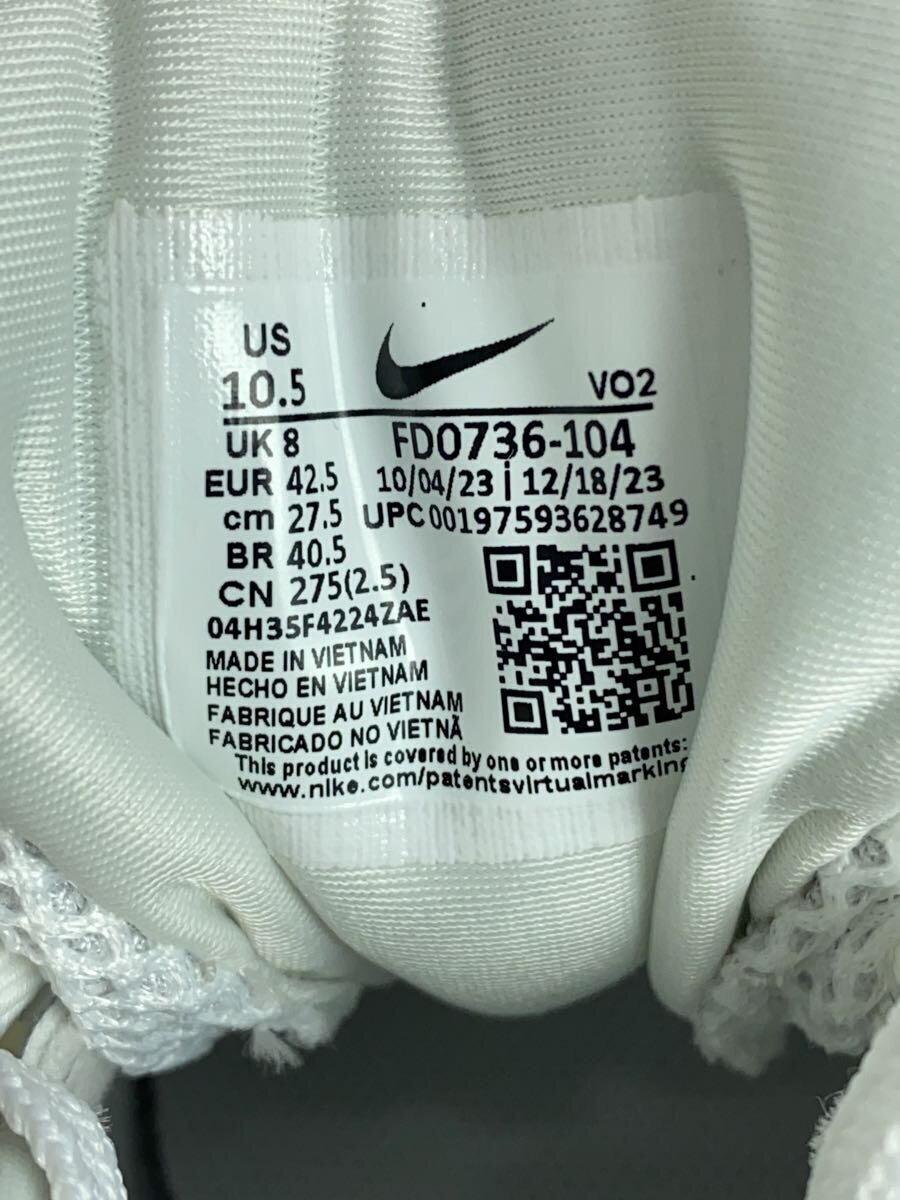 US
10.5
VO2
UK 8
FD0736-104
EUR 42.5
10/04/23 | 12/18/23
cm 27.5
UPC 00197593628749
BR 40.5
CN 275(2.5)
04H35F4224ZAE
MADE IN VIETNAM
HECHO EN VIETNAM
FABRIQUE AU VIETNAM
FABRICADO NO VIETNÃ
This product is covered by one or more patents:
www.nike.com/patentsvirtualmarking